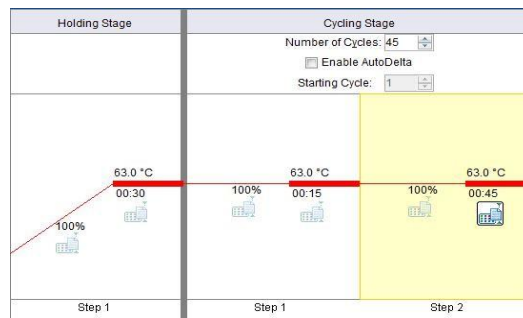 Holding Stage
Cycling Stage
Number of Cycles: 45
Enable AutoDelta
Starting Cycle: 1
63.0 °C
63.0 °C
63.0 °C
00:30
100%
00:15
100%
00:45
100%
Step 1
Step 1
Step 2